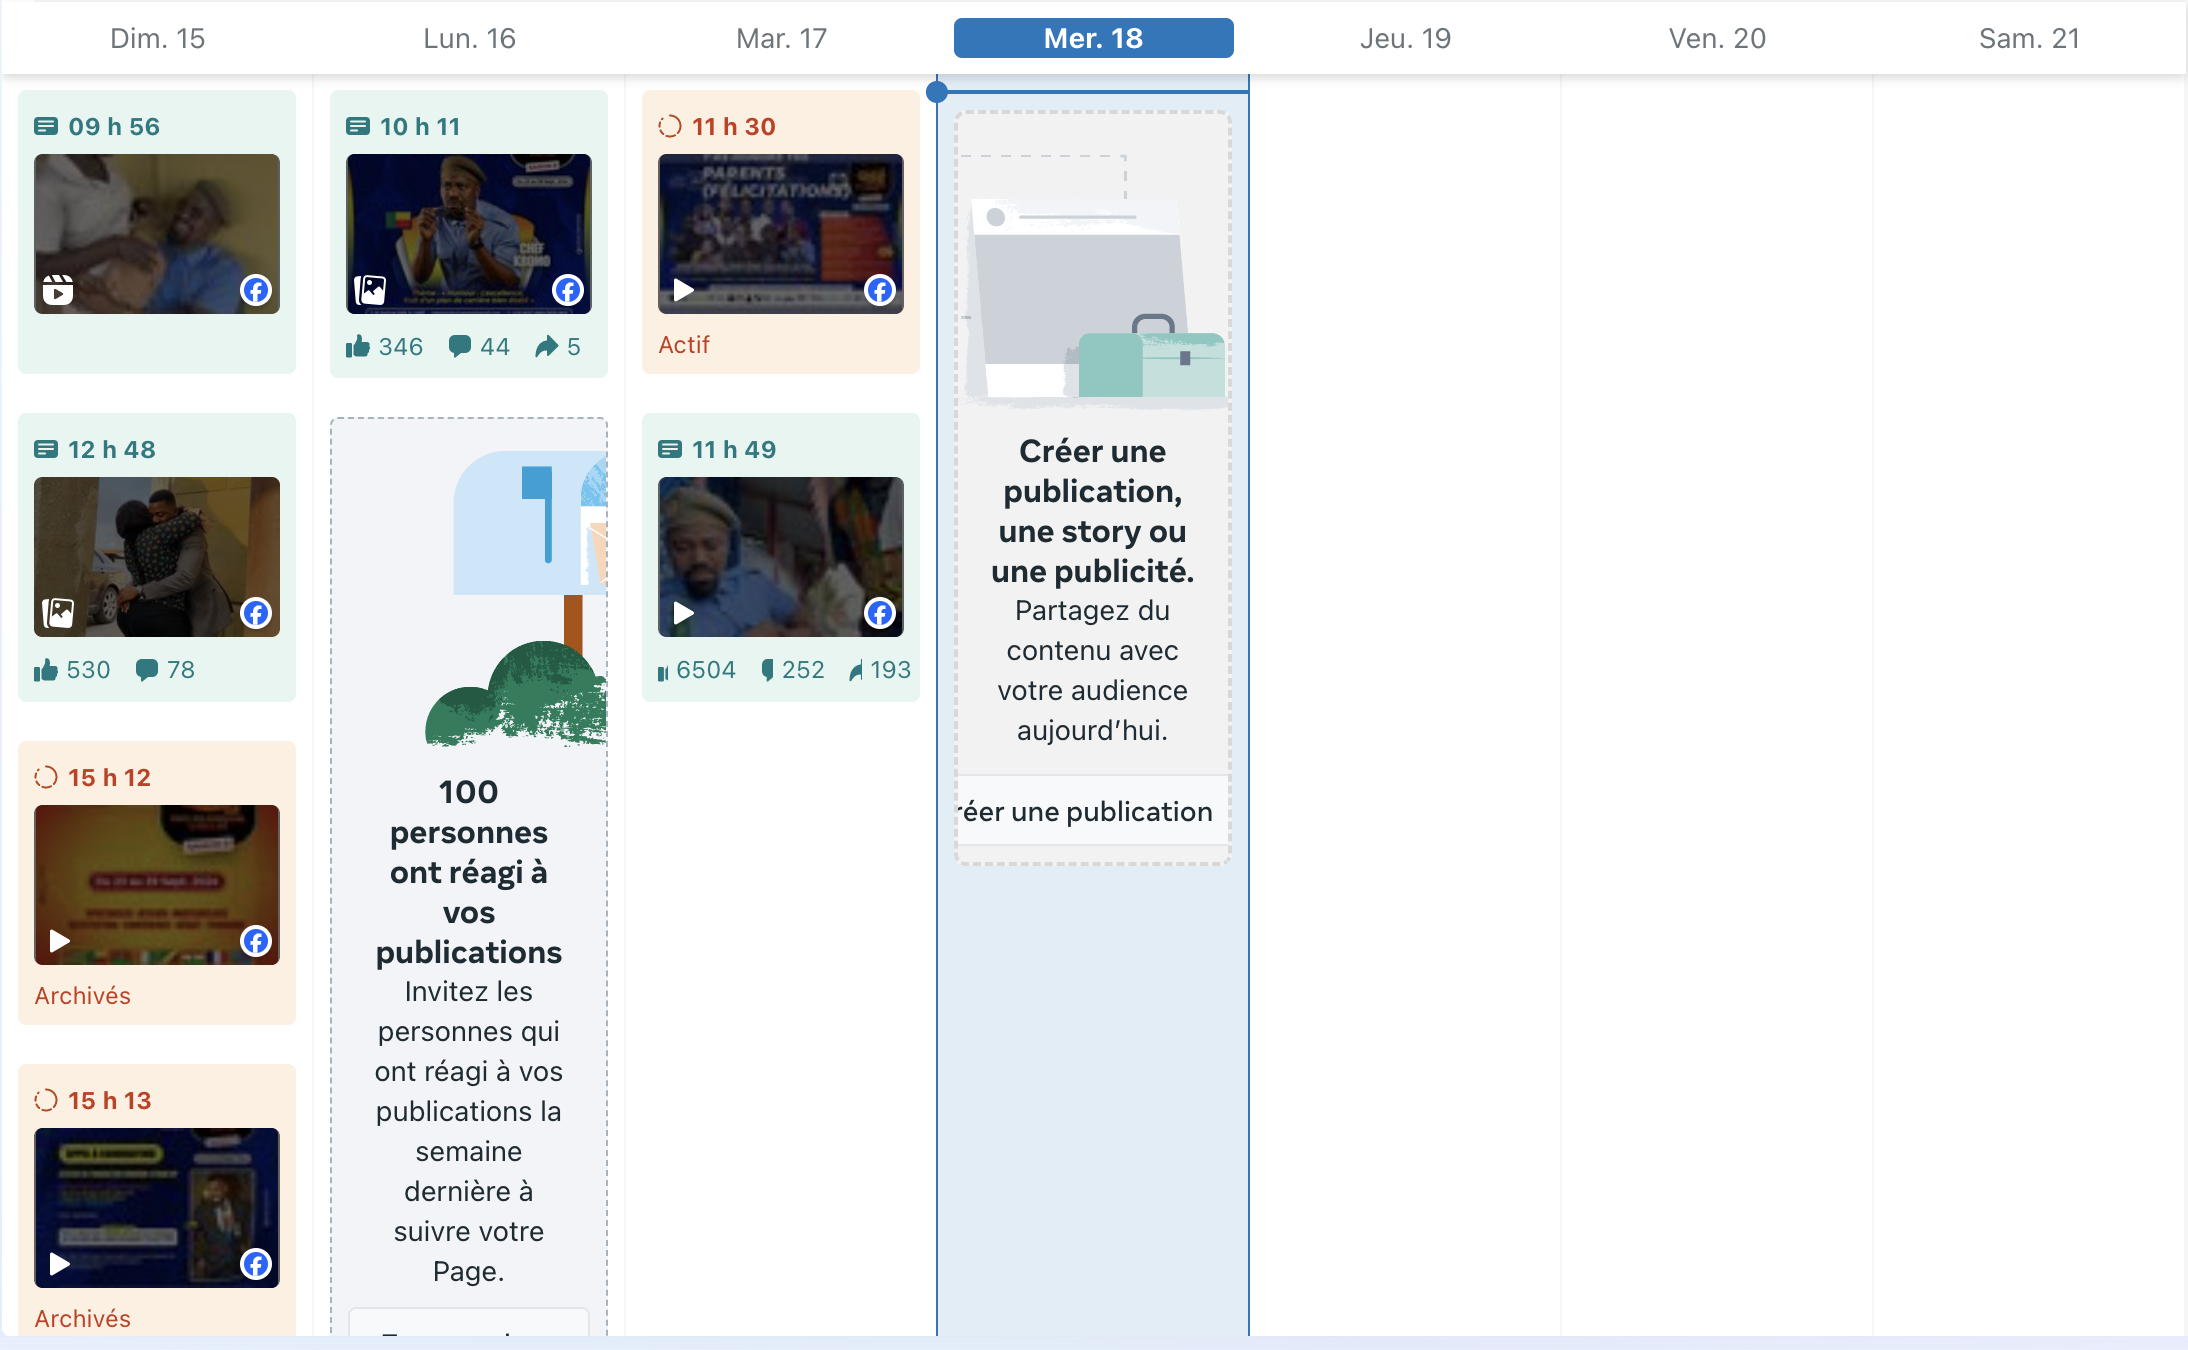 Dim. 15
Lun. 16
Mar. 17
Mer. 18
Jeu. 19
Ven. 20
Sam. 21
09 h 56
12 h 48
530 78
15 h 12
Archivés
15 h 13
Archivés
10 h 11
CHEF
346 44 5
100
personnes
ont réagi à
vos
publications
Invitez les
personnes qui
ont réagi à vos
publications la
semaine
dernière à
suivre votre
Page.
11 h 30
PARENTS
(FÉLICITATIONS)
Actif
11 h 49
6504 252 193
Créer une
publication,
une story ou
une publicité.
Partagez du
contenu avec
votre audience
aujourd’hui.
réer une publication